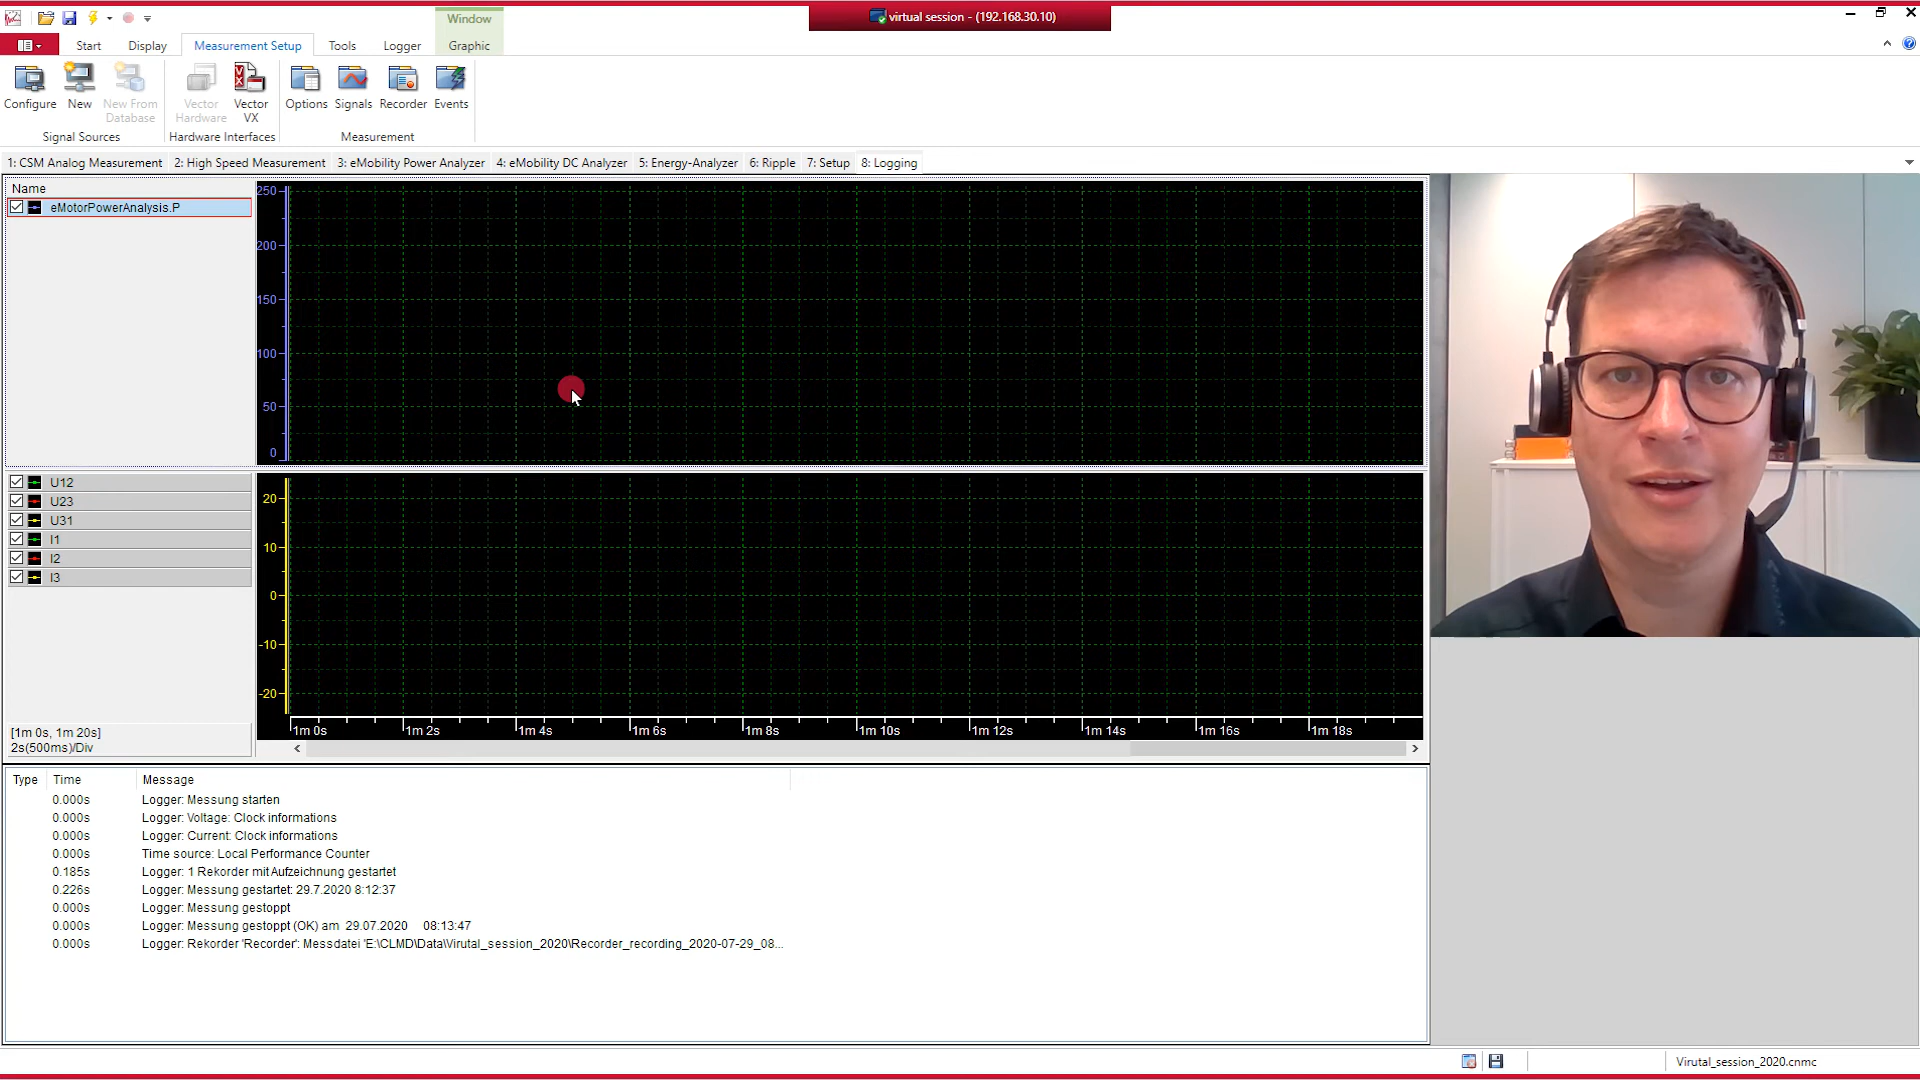 Window
virtual session - (192.168.30.10)
Start
Display
Measurement Setup
Tools
Logger
Graphic
Configure
New
New From
Database
Vector
Hardware
Vector
VX
Options
Signals
Recorder
Events
Signal Sources
Hardware Interfaces
Measurement
1: CSM Analog Measurement
2: High Speed Measurement
3: eMobility Power Analyzer
4: eMobility DC Analyzer
5: Energy-Analyzer
6: Ripple
7: Setup
8: Logging
Name
eMotorPowerAnalysis.P
250
200
150
100
50
0
U12
U23
U31
I1
I2
I3
20
10
0
-10
-20
[1m 0s, 1m 20s]
2s(500ms)/Div
1m 0s
1m 2s
1m 4s
1m 6s
1m 8s
1m 10s
1m 12s
1m 14s
1m 16s
1m 18s
Type Time Message
0.000s Logger: Messung starten
0.000s Logger: Voltage: Clock informations
0.000s Logger: Current: Clock informations
0.000s Time source: Local Performance Counter
0.185s Logger: 1 Rekorder mit Aufzeichnung gestartet
0.226s Logger: Messung gestartet: 29.7.2020 8:12:37
0.000s Logger: Messung gestoppt
0.000s Logger: Messung gestoppt (OK) am 29.07.2020 08:13:47
0.000s Logger: Rekorder 'Recorder': Messdatei 'E:\CLMD\Data\Virutal_session_2020\Recorder_recording_2020-07-29_08...
Virutal_session_2020.cnmc